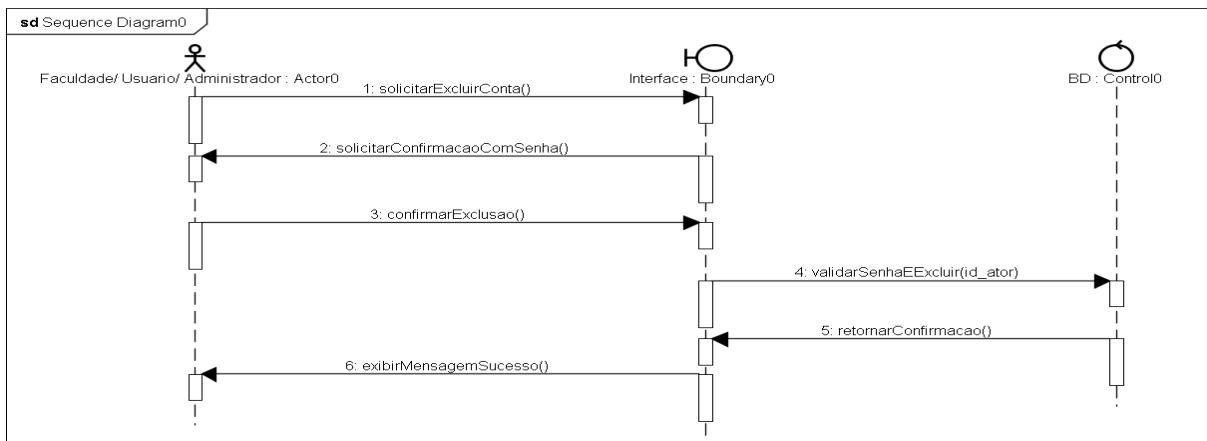 sd Sequence Diagram0
Faculdade/ Usuario/ Administrador : Actor0
Interface : Boundary0
BD : Control0
1: solicitarExcluirConta()
2: solicitarConfirmacaoComSenha()
3: confirmarExclusao()
4: validarSenhaEExcluir(id_ator)
5: retornarConfirmacao()
6: exibirMensagemSucesso()